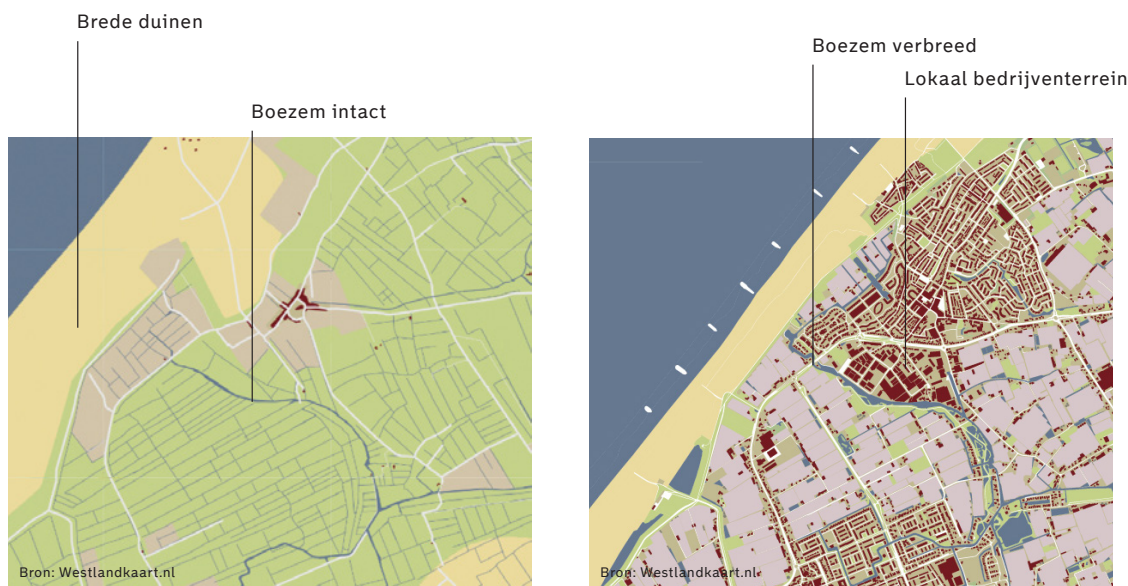 Brede duinen
Boezem intact
Bron: Westlandkaart.nl
Boezem verbreed
Lokaal bedrijventerrein
Bron: Westlandkaart.nl